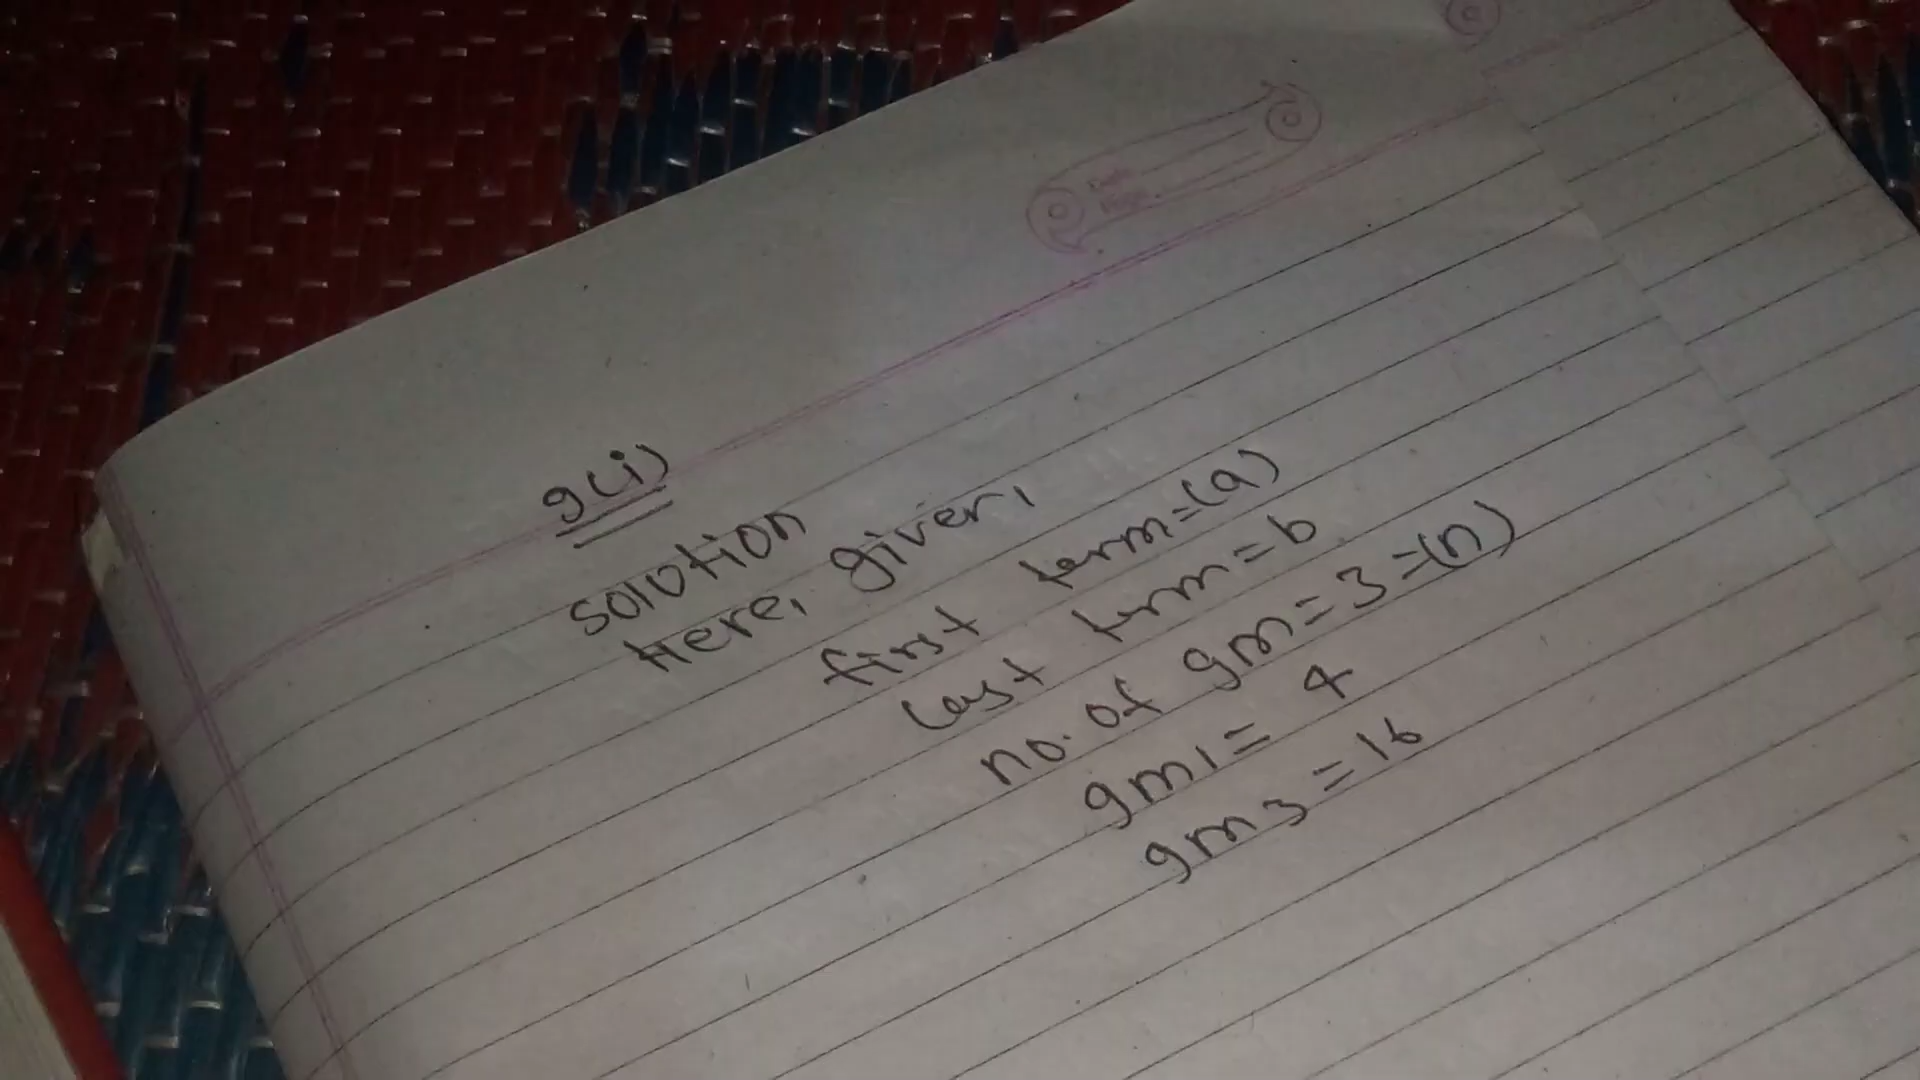 9(i)
solution
Here, given,
first term=(a)
last term = b
no. of gm = 3 =(n)
gm1 = 4
gm3 = 16